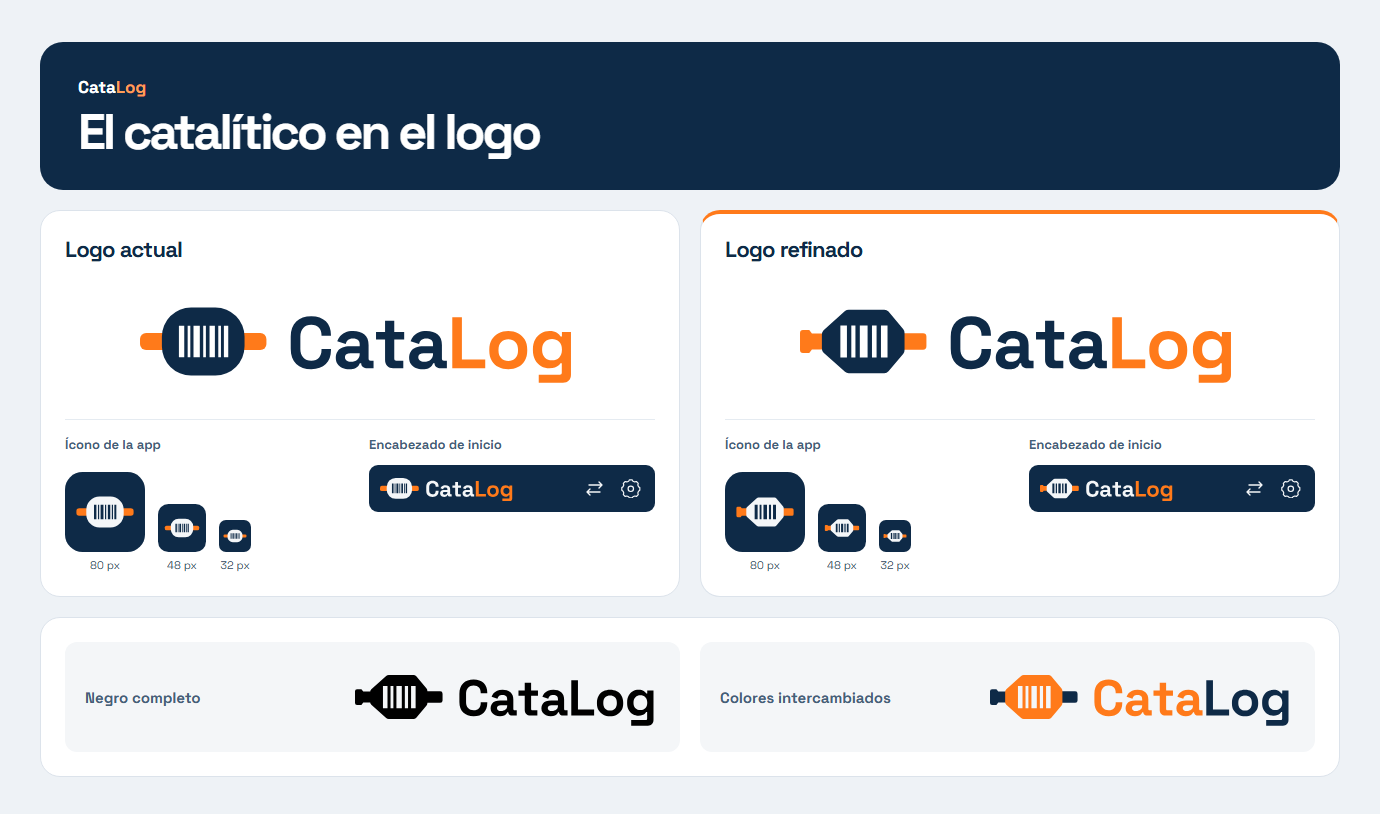 CataLog
El catalítico en el logo
Logo actual
CataLog
Ícono de la app
Encabezado de inicio
CataLog
80 px
48 px
32 px
Logo refinado
CataLog
Ícono de la app
Encabezado de inicio
CataLog
80 px
48 px
32 px
Negro completo
CataLog
Colores intercambiados
CataLog